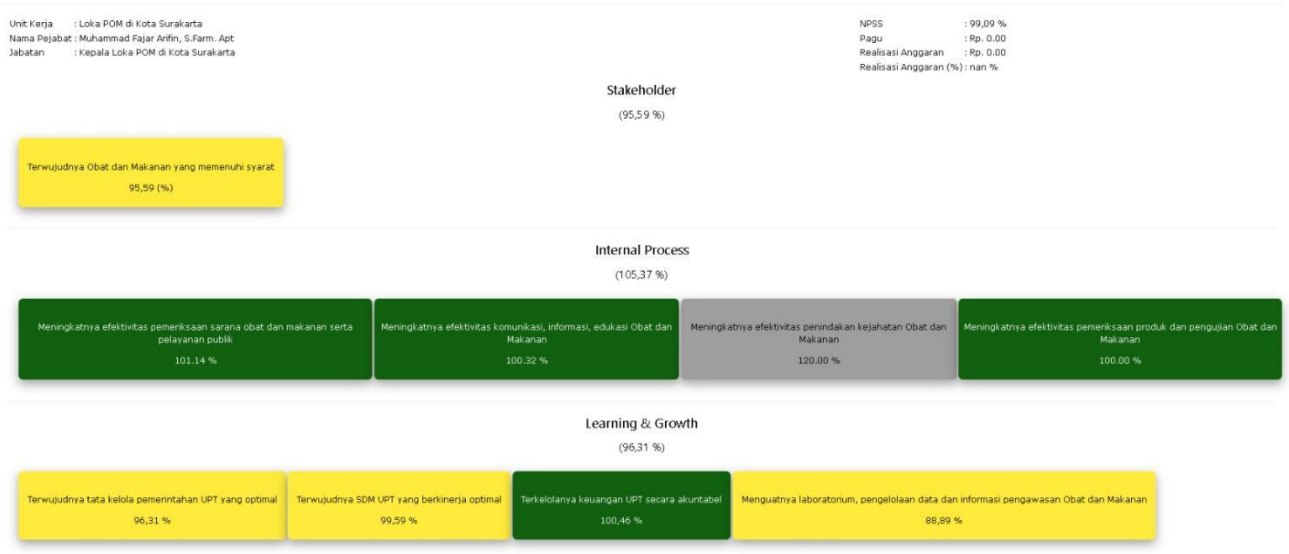 Unit Kerja : Loka POM di Kota Surakarta
Nama Pejabat : Muhammad Fajar Arifin, S.Farm. Apt
Jabatan : Kepala Loka POM di Kota Surakarta
NPSS : 99,09 %
Pagu : Rp. 0.00
Realisasi Anggaran : Rp. 0.00
Realisasi Anggaran (%) : nan %
Stakeholder
(95,59 %)
Terwujudnya Obat dan Makanan yang memenuhi syarat
95,59 (%)
Internal Process
(105,37 %)
Meningkatnya efektivitas pemeriksaan sarana obat dan makanan serta
pelayanan publik
101.14 %
Meningkatnya efektivitas komunikasi, informasi, edukasi Obat dan
Makanan
100.32 %
Meningkatnya efektivitas penindakan kejahatan Obat dan
Makanan
120.00 %
Meningkatnya efektivitas pemeriksaan produk dan pengujian Obat dan
Makanan
100.00 %
Learning & Growth
(96,31 %)
Terwujudnya tata kelola pemerintahan UPT yang optimal
96,31 %
Terwujudnya SDM UPT yang berkinerja optimal
99,59 %
Terkelolanya keuangan UPT secara akuntabel
100,46 %
Menguatnya laboratorium, pengelolaan data dan informasi pengawasan Obat dan Makanan
88,89 %